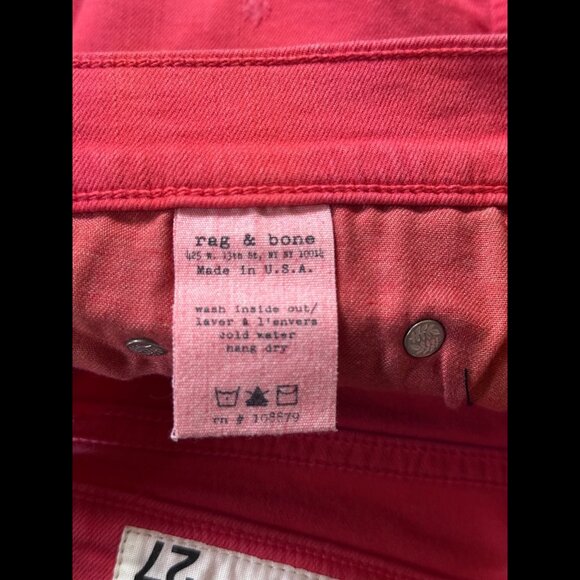 rag & bone
425 W. 13th St, NY NY 10014
Made in U.S.A.
wash inside out/
laver à l'envers
cold water
hang dry
rn # 108879
27